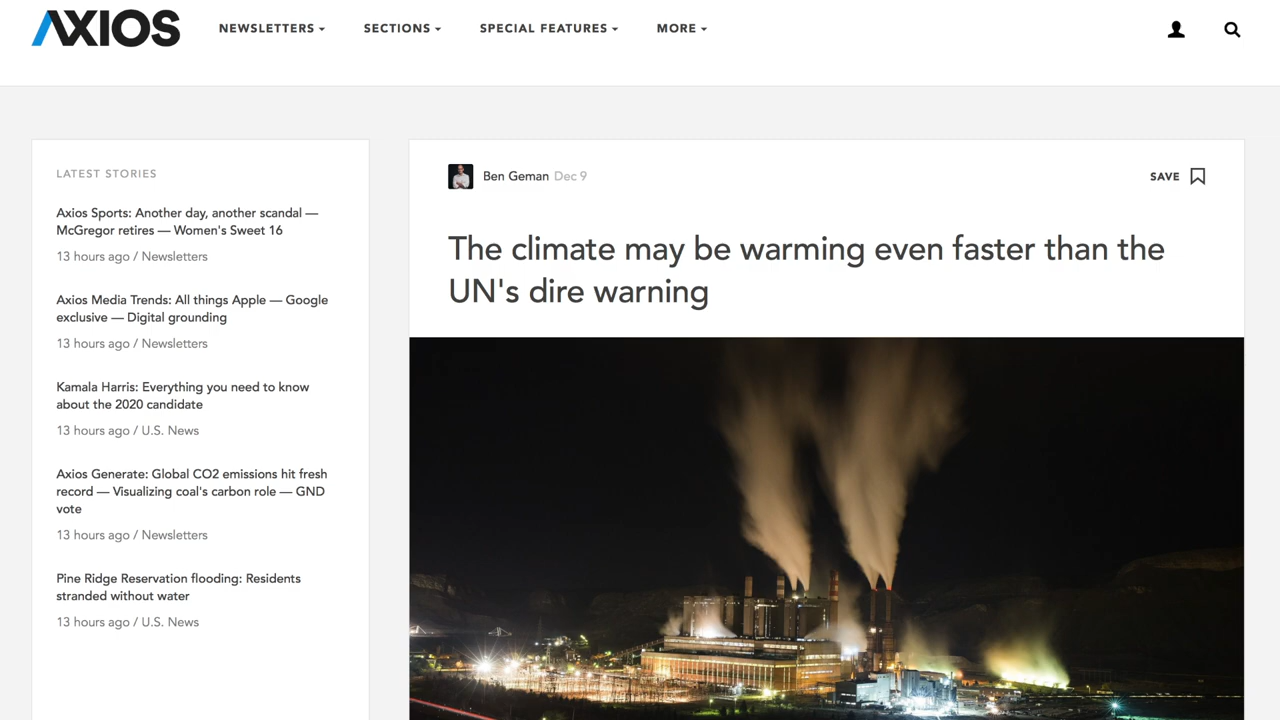 AXIOS
NEWSLETTERS
SECTIONS
SPECIAL FEATURES
MORE
LATEST STORIES
Axios Sports: Another day, another scandal —
McGregor retires — Women's Sweet 16
13 hours ago / Newsletters
Axios Media Trends: All things Apple — Google
exclusive — Digital grounding
13 hours ago / Newsletters
Kamala Harris: Everything you need to know
about the 2020 candidate
13 hours ago / U.S. News
Axios Generate: Global CO2 emissions hit fresh
record — Visualizing coal's carbon role — GND
vote
13 hours ago / Newsletters
Pine Ridge Reservation flooding: Residents
stranded without water
13 hours ago / U.S. News
Ben Geman Dec 9
SAVE
The climate may be warming even faster than the
UN's dire warning